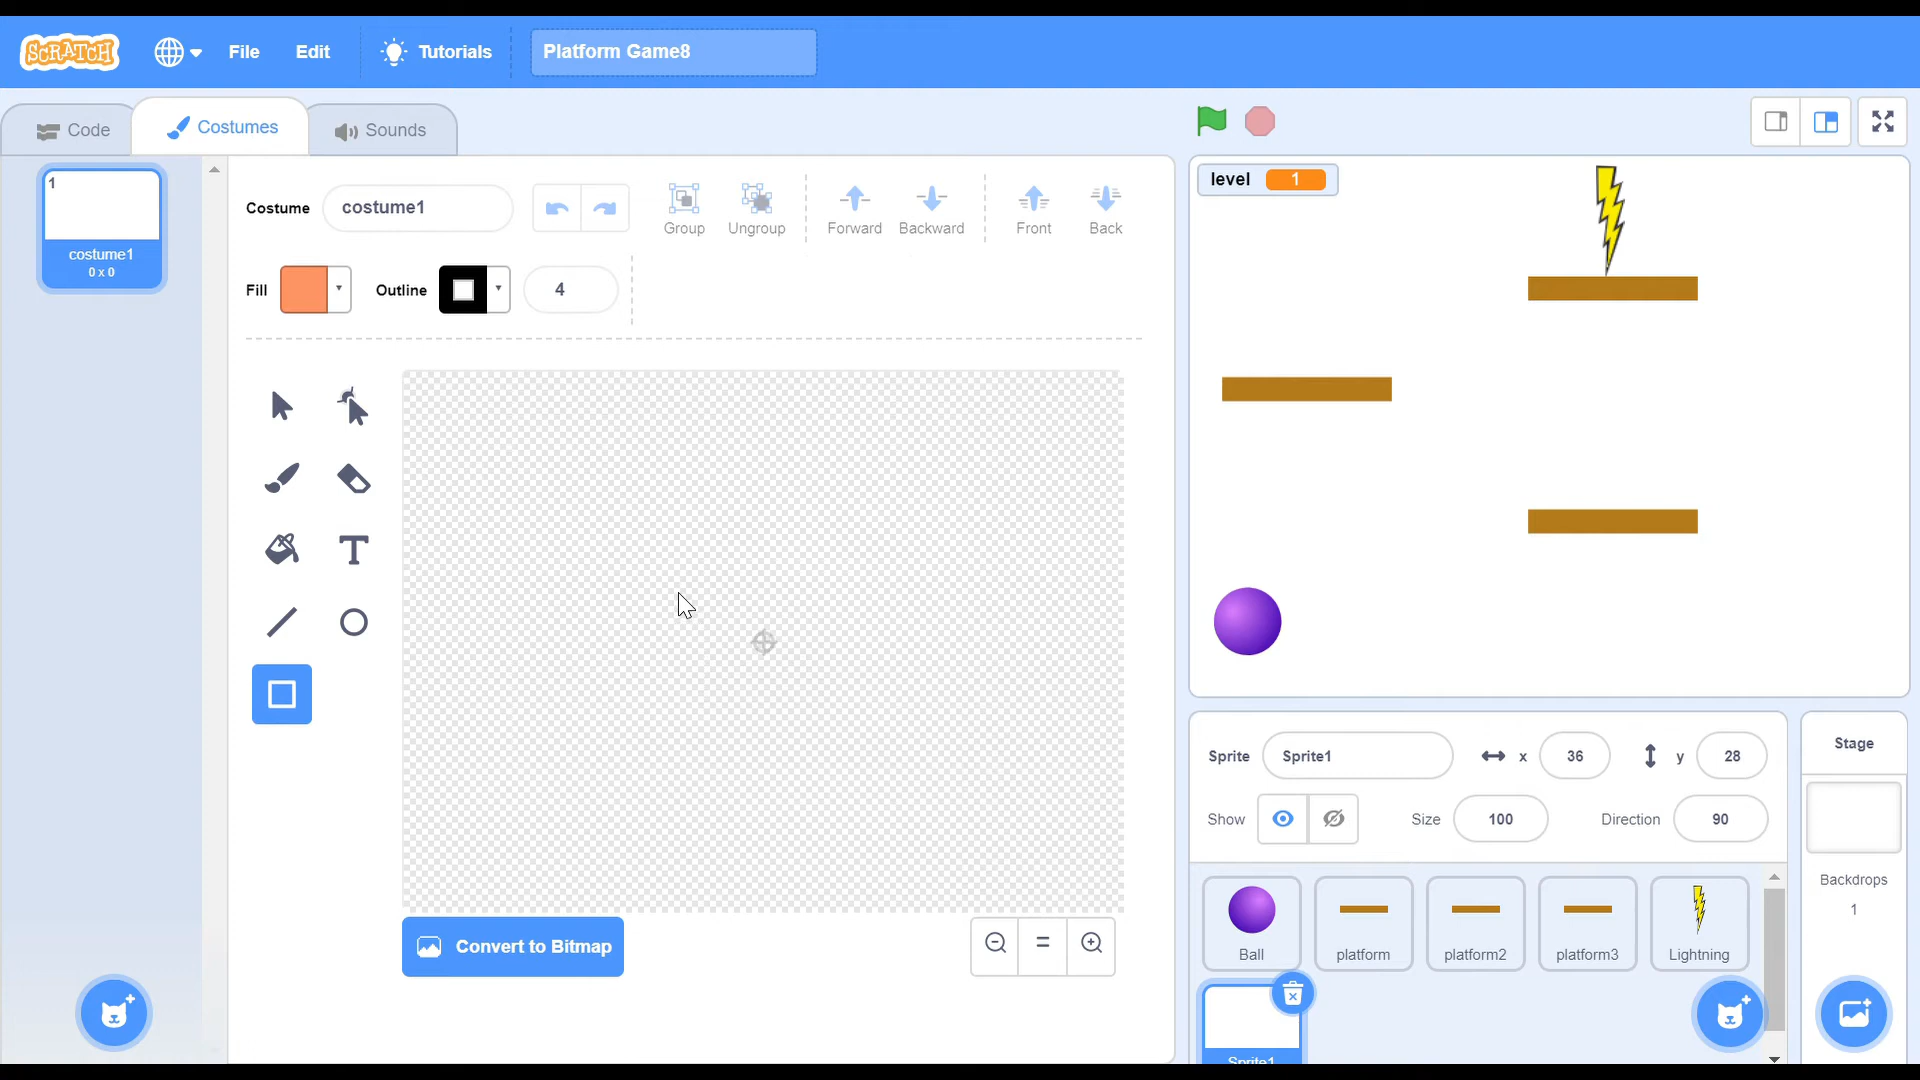 SCRATCH
File
Edit
Tutorials
Platform Game8
Code
Costumes
Sounds
1
costume1
0 x 0
Costume
costume1
Group
Ungroup
Forward
Backward
Front
Back
Fill
Outline
4
Convert to Bitmap
level 1
Sprite
Sprite1
x
36
y
28
Show
Size
100
Direction
90
Ball
platform
platform2
platform3
Lightning
Sprite1
Stage
Backdrops
1